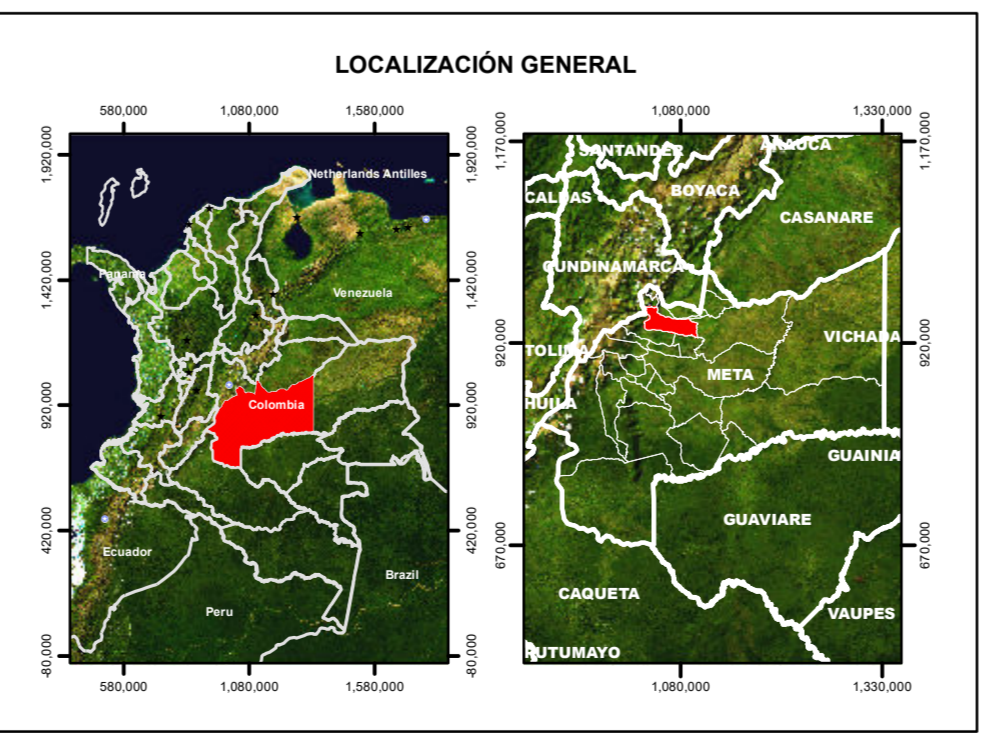 LOCALIZACIÓN GENERAL
580,000 1,080,000 1,580,000
1,920,000
1,420,000
920,000
420,000
-80,000
Netherlands Antilles
Panama
Venezuela
Colombia
Ecuador
Brazil
Peru
1,920,000
1,420,000
920,000
420,000
-80,000
580,000 1,080,000 1,580,000
1,080,000 1,330,000
1,170,000
920,000
670,000
SANTANDER
ARAUCA
BOYACA
CALDAS
CASANARE
CUNDINAMARCA
VICHADA
TOLIMA
META
HUILA
GUAINIA
GUAVIARE
CAQUETA
VAUPES
PUTUMAYO
1,170,000
920,000
670,000
1,080,000 1,330,000